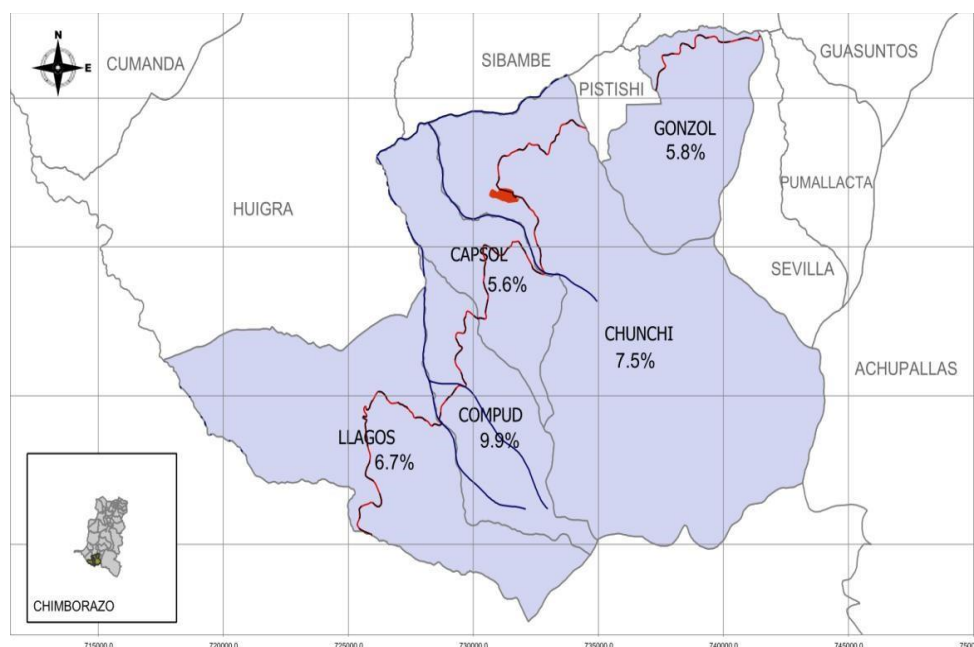 N
E
CUMANDA
SIBAMBE
GUASUNTOS
PISTISHI
GONZOL
5.8%
PUMALLACTA
HUIGRA
CAPSOL
5.6%
SEVILLA
CHUNCHI
7.5%
ACHUPALLAS
COMPUD
9.9%
LLAGOS
6.7%
CHIMBORAZO
715000.0
720000.0
725000.0
730000.0
735000.0
740000.0
745000.0